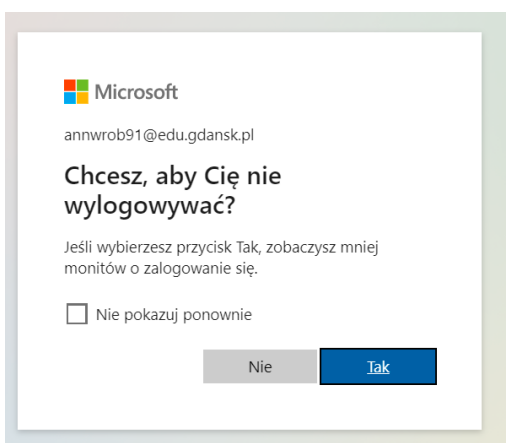 Microsoft
annwrob91@edu.gdansk.pl
Chcesz, aby Cię nie
wylogowywać?
Jeśli wybierzesz przycisk Tak, zobaczysz mniej
monitów o zalogowanie się.
Nie pokazuj ponownie
Nie
Tak